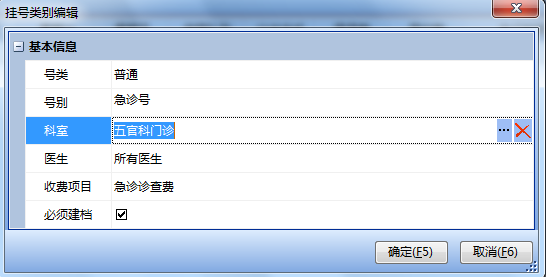 挂号类别编辑
基本信息
号类 普通
号别 急诊号
科室 五官科门诊 ...
医生 所有医生
收费项目 急诊诊查费
必须建档
确定(F5) 取消(F6)